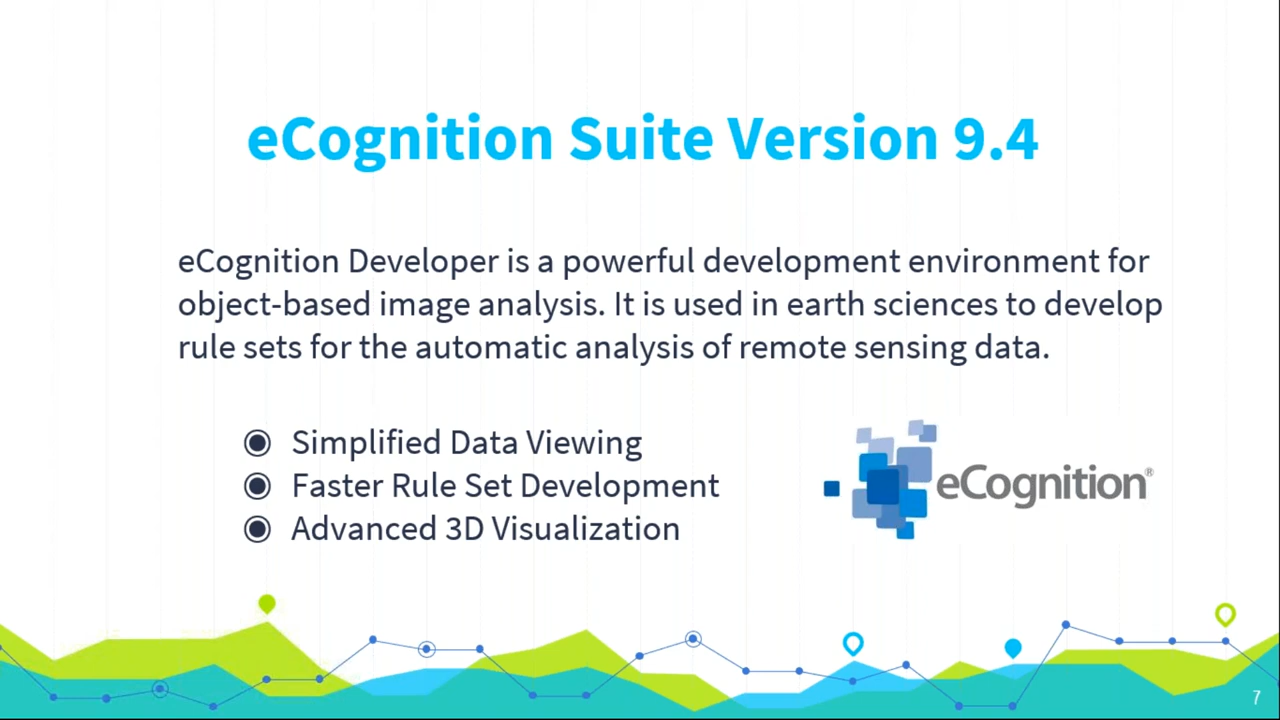 eCognition Suite Version 9.4
eCognition Developer is a powerful development environment for
object-based image analysis. It is used in earth sciences to develop
rule sets for the automatic analysis of remote sensing data.
Simplified Data Viewing
Faster Rule Set Development
Advanced 3D Visualization
eCognition®
7